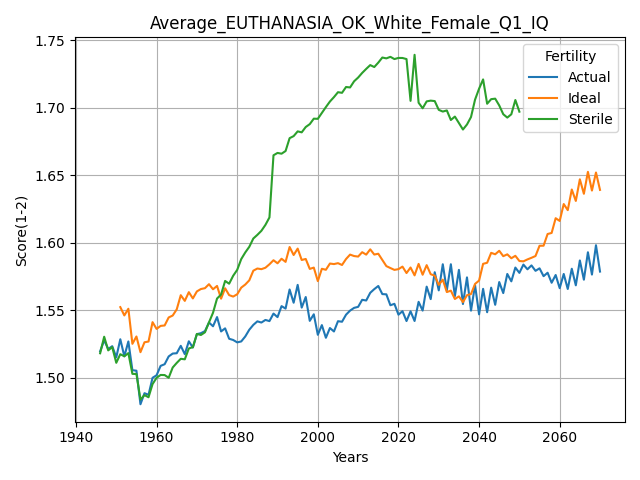 Average_EUTHANASIA_OK_White_Female_Q1_IQ
Fertility
Actual
Ideal
Sterile
Score(1-2)
1.75
1.70
1.65
1.60
1.55
1.50
1940
1960
1980
2000
2020
2040
2060
Years